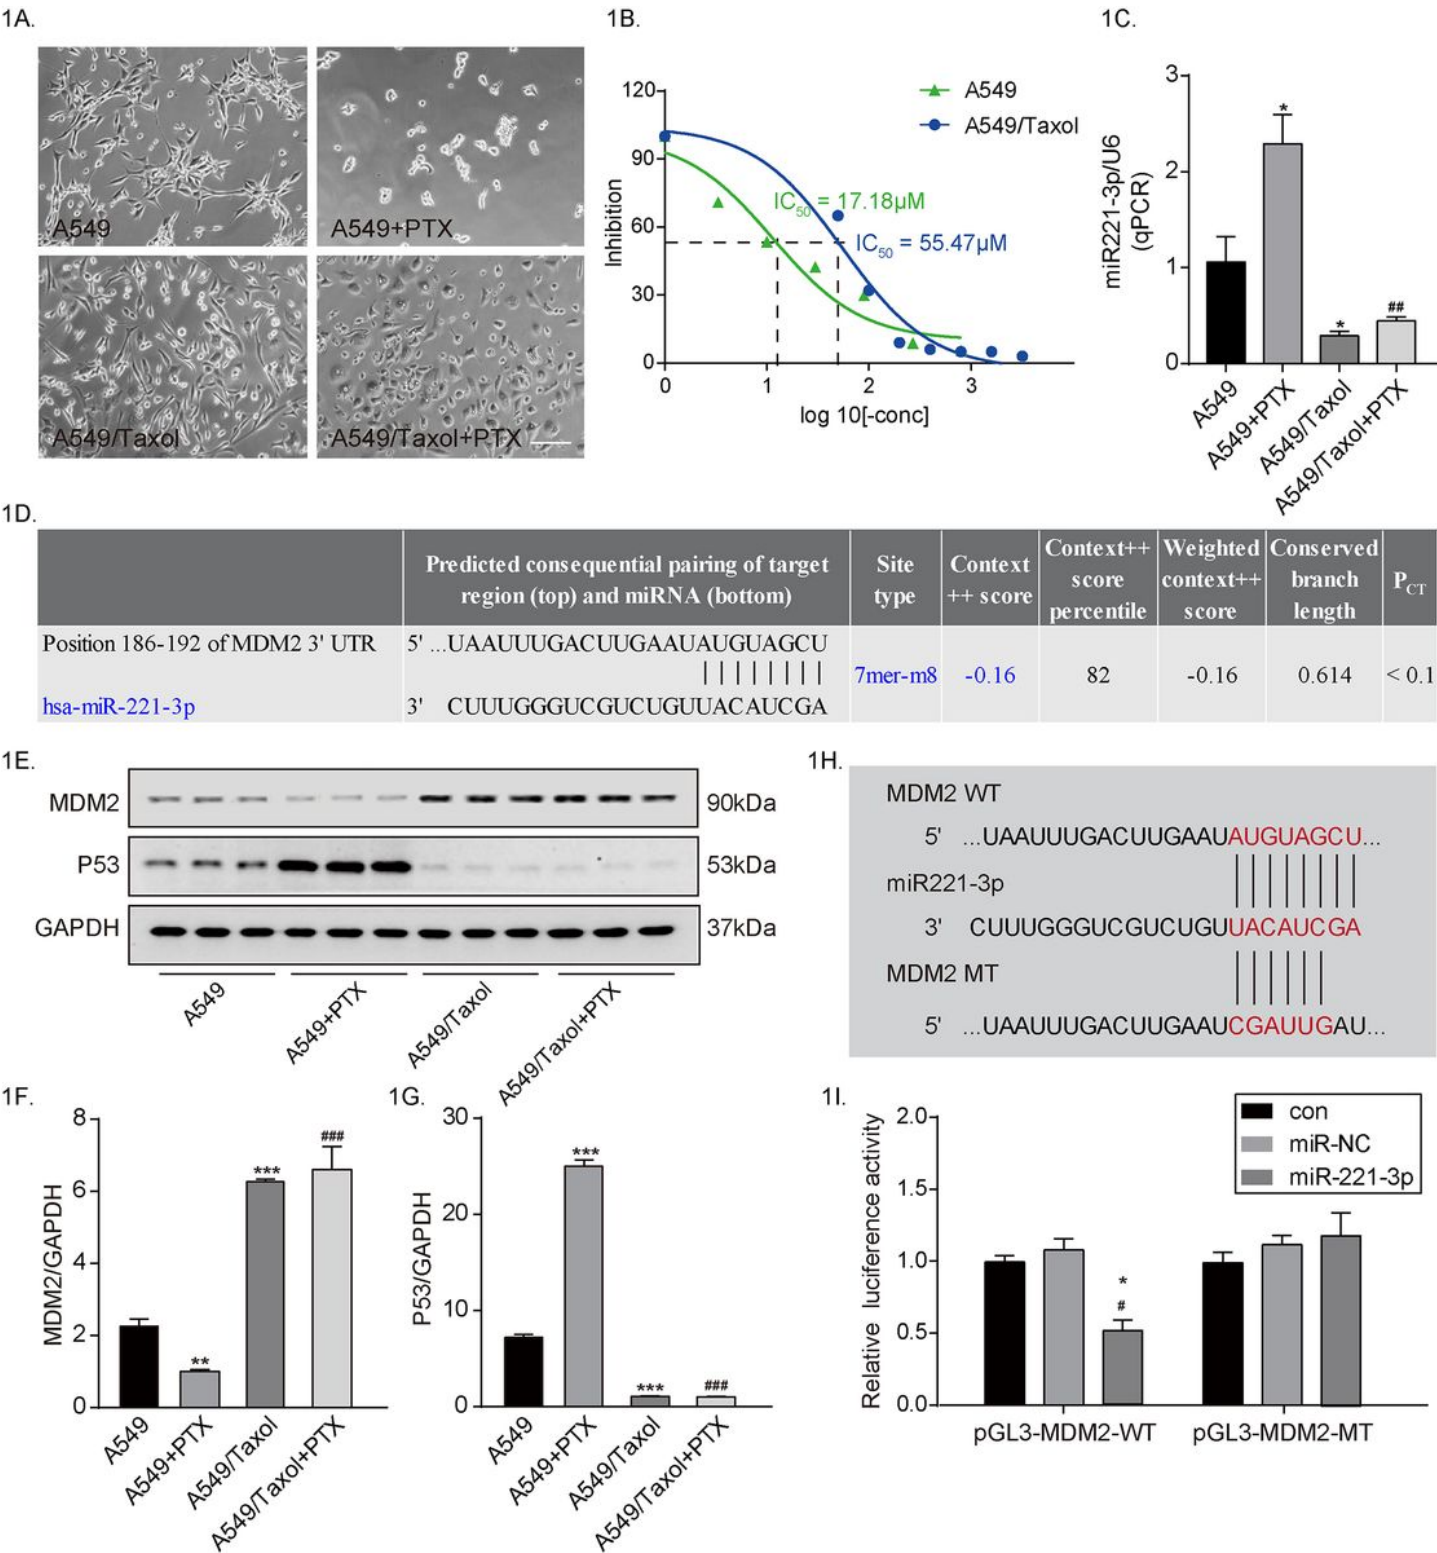 1A.
A549
A549+PTX
A549/Taxol
A549/Taxol+PTX
1B.
A549
A549/Taxol
120
90
60
30
0
Inhibition
IC50 = 17.18µM
IC50 = 55.47µM
0 1 2 3
log 10[-conc]
1C.
miR221-3p/U6
(qPCR)
3
2
1
0
*
*
##
A549
A549+PTX
A549/Taxol
A549/Taxol+PTX
1D.
Predicted consequential pairing of target
region (top) and miRNA (bottom)
Site
type
Context
++ score
Context++
score
percentile
Weighted
context++
score
Conserved
branch
length
PCT
Position 186-192 of MDM2 3' UTR
5' ...UAAUUUGACUUGAAUAUGUAGCU
hsa-miR-221-3p
3' CUUUGGGUCGUCUGUUACAUCGA
7mer-m8
-0.16
82
-0.16
0.614
< 0.1
1E.
MDM2 90kDa
P53 53kDa
GAPDH 37kDa
A549
A549+PTX
A549/Taxol
A549/Taxol+PTX
1H.
MDM2 WT
5' ...UAAUUUGACUUGAAUAUGUAGCU...
miR221-3p
3' CUUUGGGUCGUCUGUUACAUCGA
MDM2 MT
5' ...UAAUUUGACUUGAAUCGAUUGAU...
1F.
MDM2/GAPDH
8
6
4
2
0
**
***
###
A549
A549+PTX
A549/Taxol
A549/Taxol+PTX
1G.
P53/GAPDH
30
20
10
0
***
***
###
A549
A549+PTX
A549/Taxol
A549/Taxol+PTX
1I.
Relative luciference activity
2.0
1.5
1.0
0.5
0.0
con
miR-NC
miR-221-3p
*
#
pGL3-MDM2-WT
pGL3-MDM2-MT